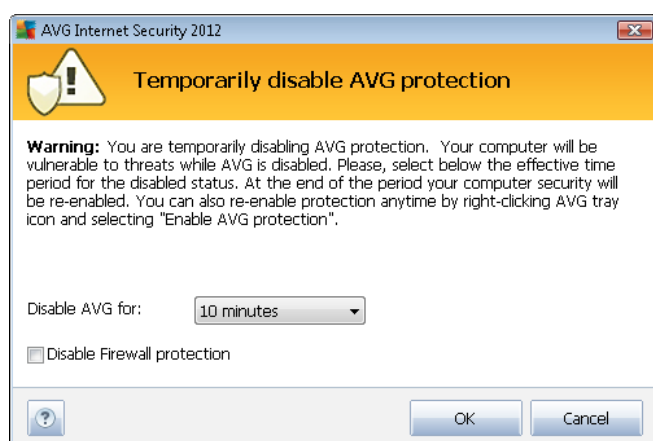 AVG Internet Security 2012
Temporarily disable AVG protection
Warning: You are temporarily disabling AVG protection. Your computer will be
vulnerable to threats while AVG is disabled. Please, select below the effective time
period for the disabled status. At the end of the period your computer security will
be re-enabled. You can also re-enable protection anytime by right-clicking AVG tray
icon and selecting "Enable AVG protection".
Disable AVG for: 10 minutes
Disable Firewall protection
? OK Cancel